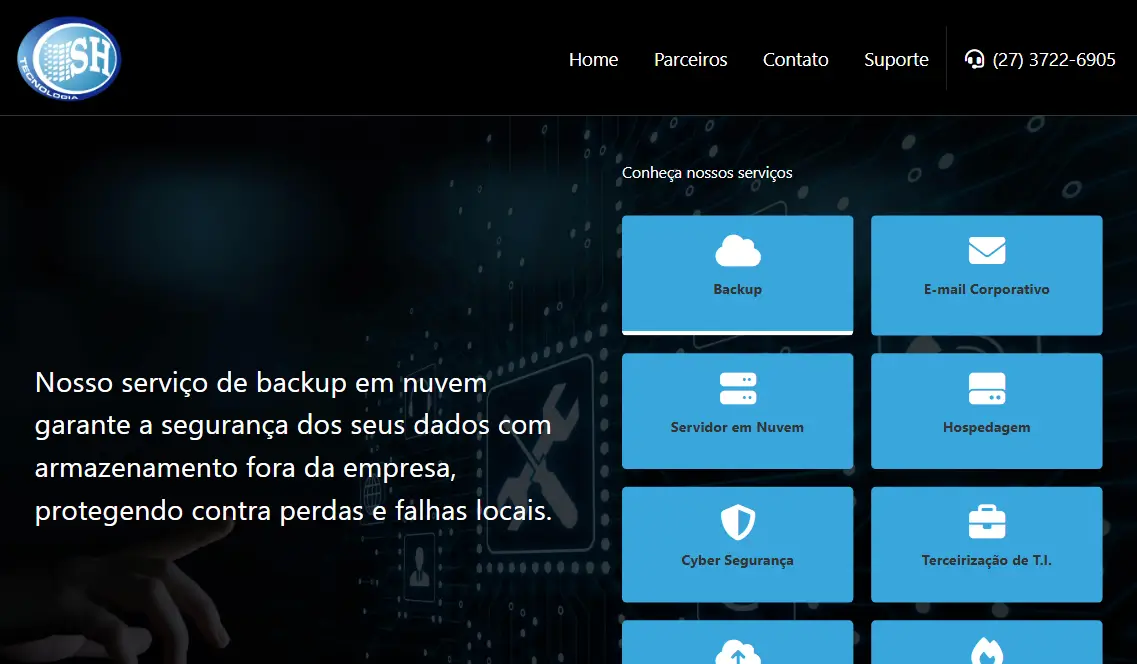 SH
TECNOLOGIA
Home
Parceiros
Contato
Suporte
(27) 3722-6905
Conheça nossos serviços
Backup
E-mail Corporativo
Nosso serviço de backup em nuvem
garante a segurança dos seus dados com
armazenamento fora da empresa,
protegendo contra perdas e falhas locais.
Servidor em Nuvem
Hospedagem
Cyber Segurança
Terceirização de T.I.